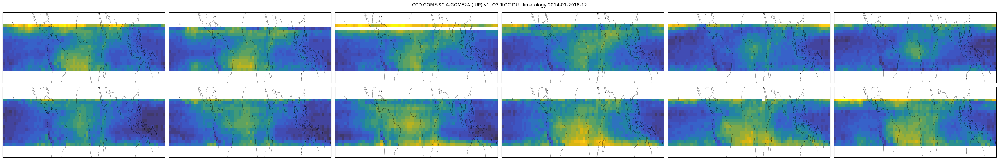 CCD GOME-SCIA-GOME2A (IUP) v1, O3 TrOC DU climatology 2014-01-2018-12